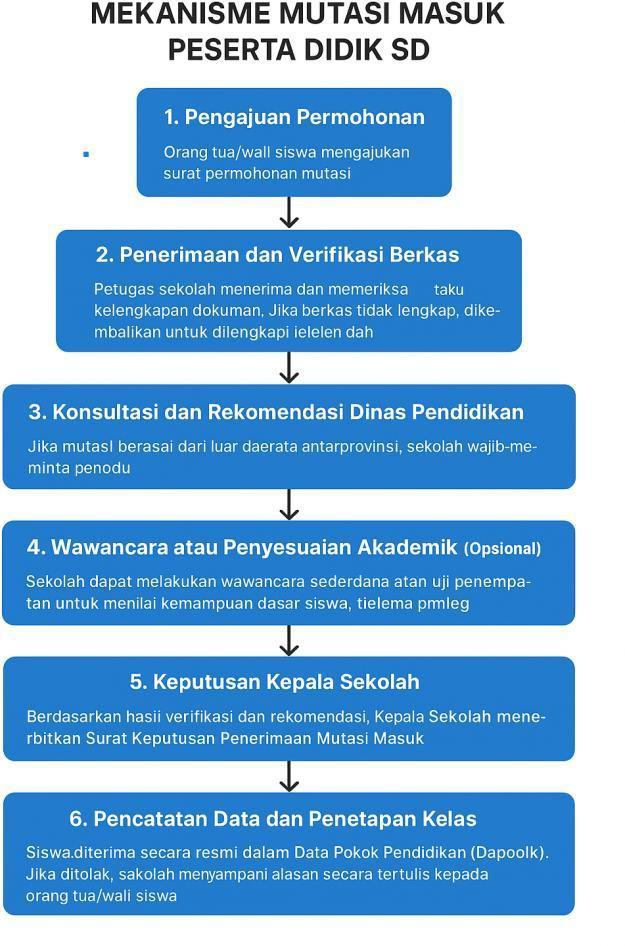 MEKANISME MUTASI MASUK
PESERTA DIDIK SD
1. Pengajuan Permohonan
Orang tua/wall siswa mengajukan
surat permohonan mutasi
2. Penerimaan dan Verifikasi Berkas
Petugas sekolah menerima dan memeriksa taku
kelengkapan dokuman, Jika berkas tidak lengkap, dike-
mbalikan untuk dilengkapi ielelen dah
3. Konsultasi dan Rekomendasi Dinas Pendidikan
Jika mutasI berasai dari luar daerata antarprovinsi, sekolah wajib-me-
minta penodu
4. Wawancara atau Penyesuaian Akademik (Opsional)
Sekolah dapat melakukan wawancara sederdana atan uji penempa-
tan untuk menilai kemampuan dasar siswa, tielema pmleg
5. Keputusan Kepala Sekolah
Berdasarkan hasii verifikasi dan rekomendasi, Kepala Sekolah mene-
rbitkan Surat Keputusan Penerimaan Mutasi Masuk
6. Pencatatan Data dan Penetapan Kelas
Siswa.diterima secara resmi dalam Data Pokok Pendidikan (Dapoolk).
Jika ditolak, sakolah menyampani alasan secara tertulis kepada
orang tua/wali siswa